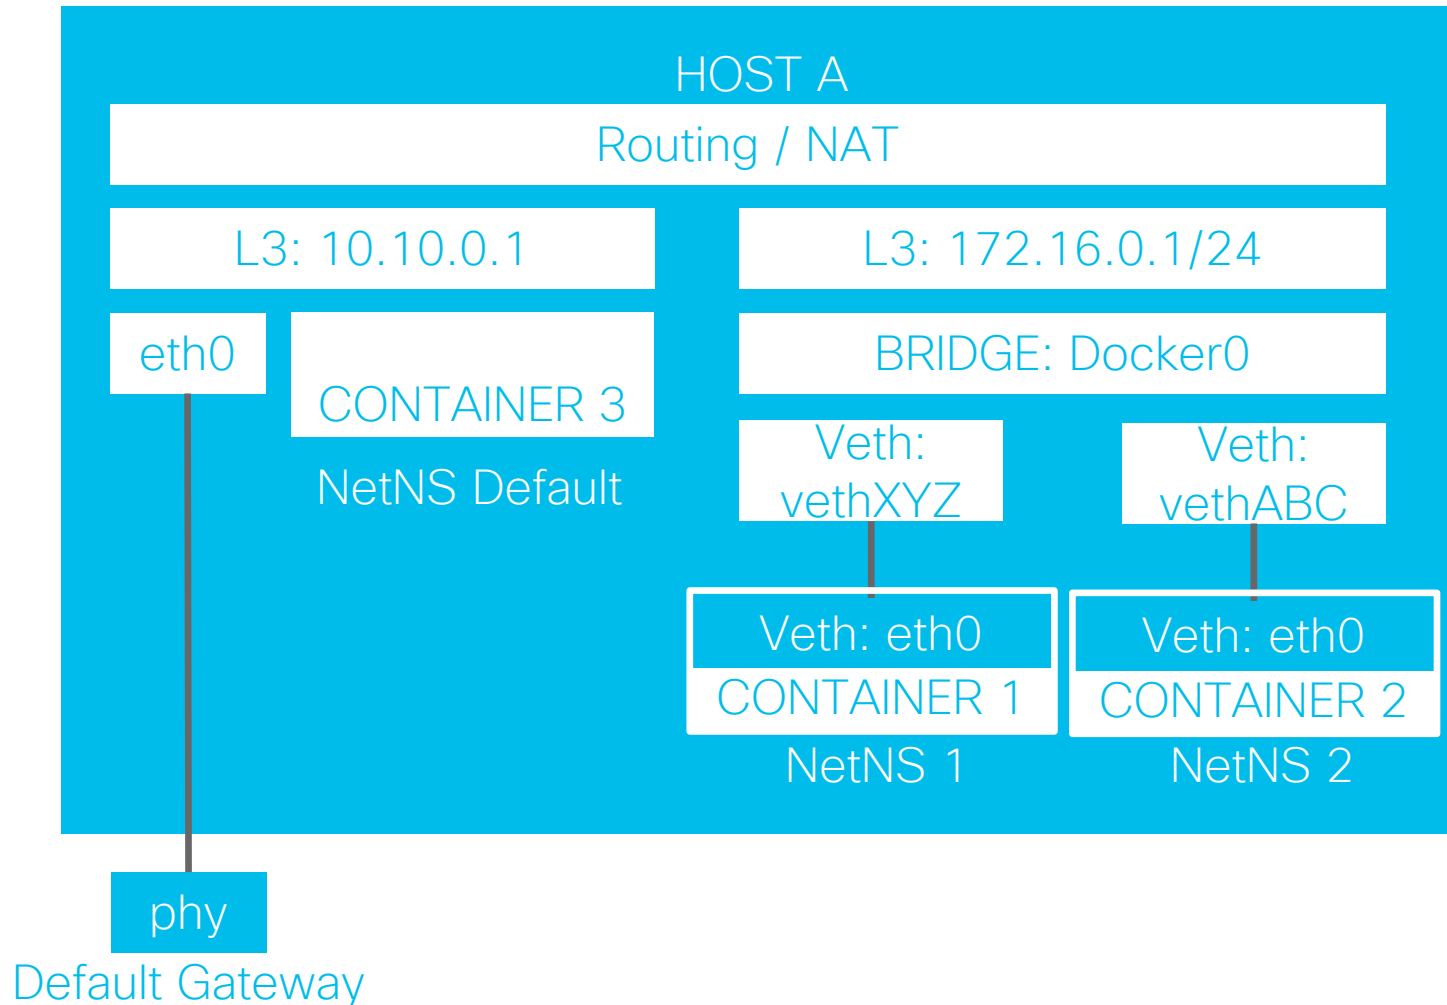 HOST A
Routing / NAT
L3: 10.10.0.1
L3: 172.16.0.1/24
eth0
CONTAINER 3
NetNS Default
BRIDGE: Docker0
Veth:
vethXYZ
Veth:
vethABC
Veth: eth0
CONTAINER 1
NetNS 1
Veth: eth0
CONTAINER 2
NetNS 2
phy
Default Gateway